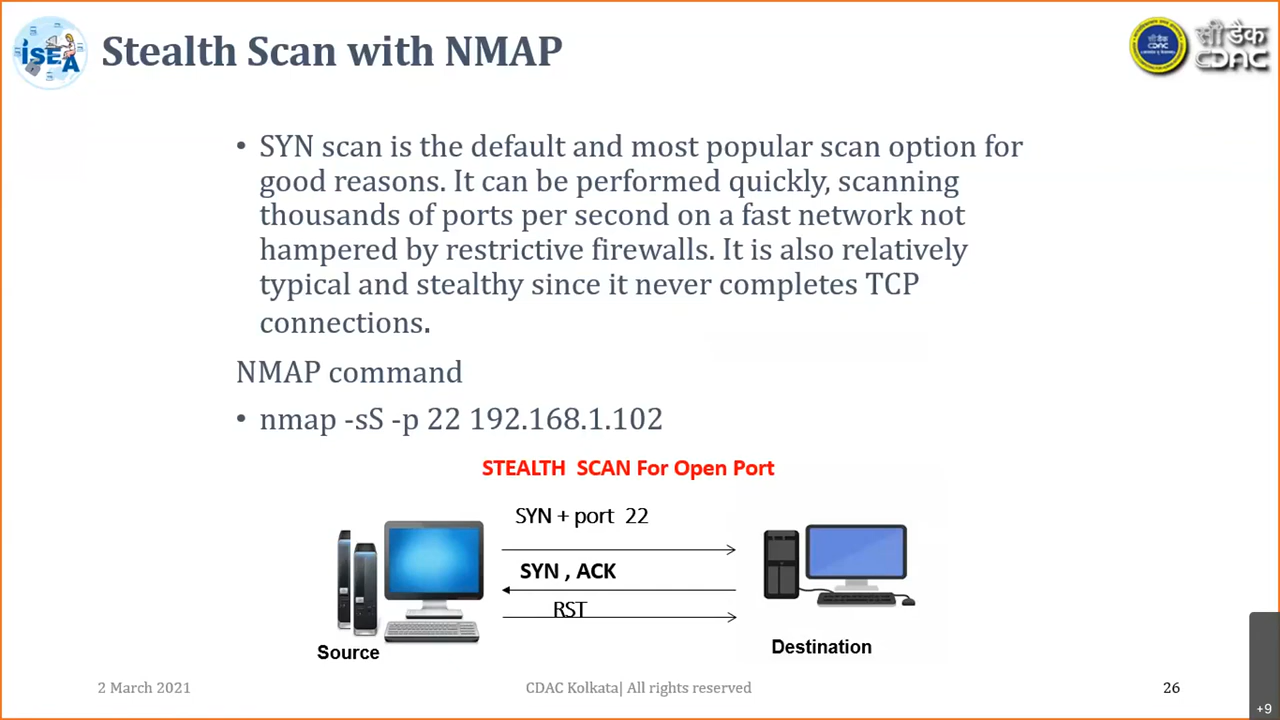 ISEA
Stealth Scan with NMAP
CDAC
सी डैक
CDAC
• SYN scan is the default and most popular scan option for
good reasons. It can be performed quickly, scanning
thousands of ports per second on a fast network not
hampered by restrictive firewalls. It is also relatively
typical and stealthy since it never completes TCP
connections.
NMAP command
• nmap -sS -p 22 192.168.1.102
STEALTH SCAN For Open Port
SYN + port 22
SYN , ACK
RST
Source
Destination
2 March 2021
CDAC Kolkata| All rights reserved
26
+9